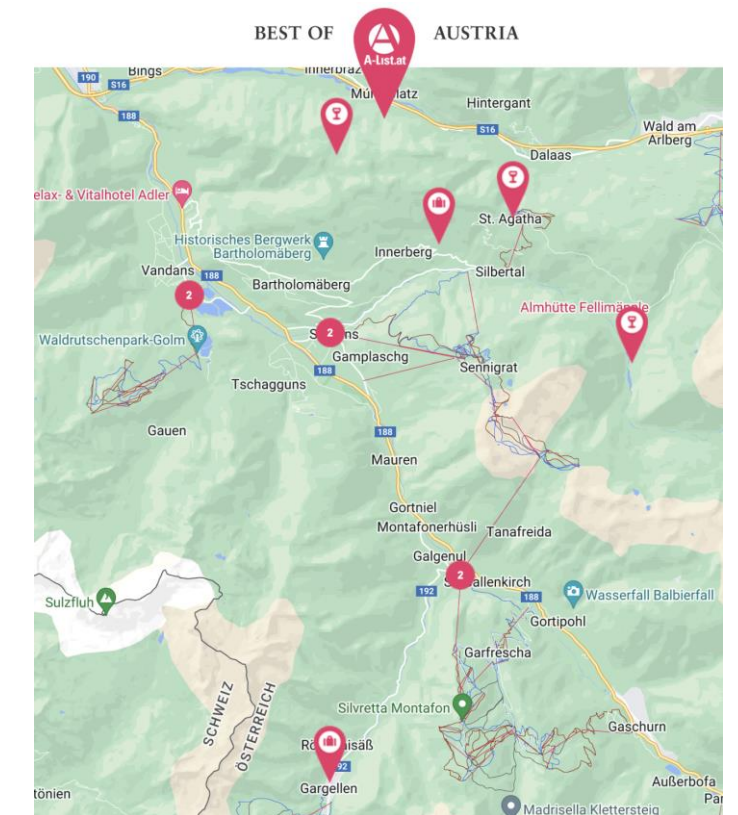 BEST OF
AUSTRIA
A-LIST.at
Bings
190
S16
188
Hintergant
S16
Dalaas
Wald am
Arlberg
elax- & Vitalhotel Adler
St. Agatha
Historisches Bergwerk
Bartholomäberg
Innerberg
Silbertal
Vandans
188
Bartholomäberg
2
2
Almhütte Fellimännle
Waldrutschenpark-Golm
Gamplaschg
Sennigrat
188
Tschagguns
188
Gauen
Mauren
Gortniel
Montafonerhüsli
Tanafreida
Galgenul
2
192
188
Wasserfall Balbierfall
Sulzfluh
Gortipohl
Garfrescha
SCHWEIZ
ÖSTERREICH
Silvretta Montafon
Gaschurn
92
Gargellen
Außerbofa
tönien
Madrisella Klettersteig